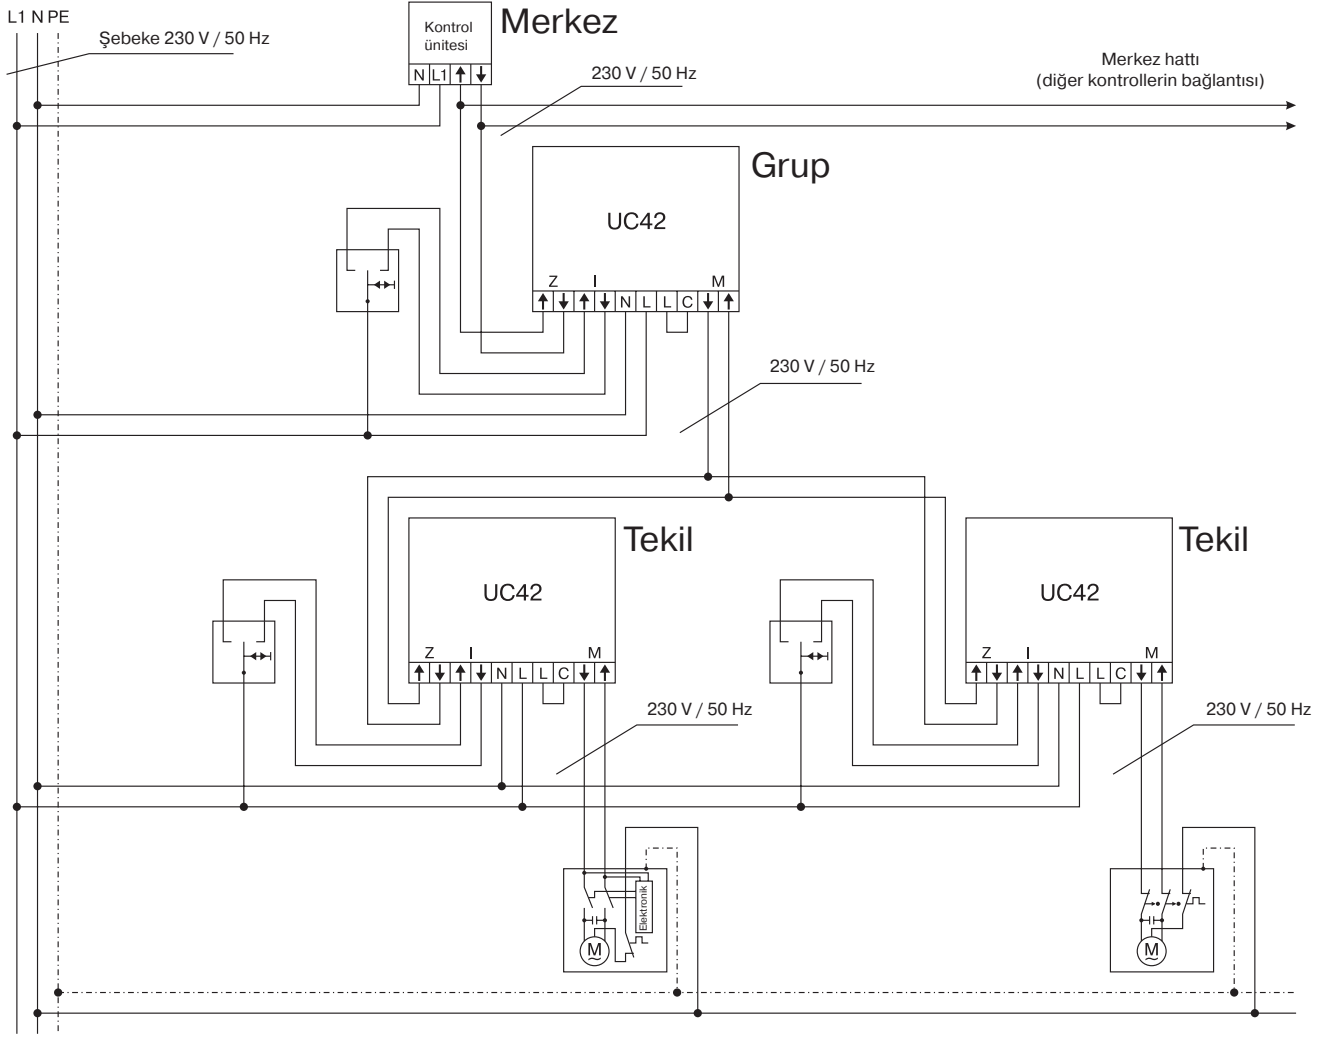 L1 N PE
Şebeke 230 V / 50 Hz
Kontrol
ünitesi
N L1 ↑ ↓
Merkez
230 V / 50 Hz
Merkez hattı
(diğer kontrollerin bağlantısı)
Grup
UC42
Z I M
↑ ↓ ↑ ↓ N L L C ↓ ↑
230 V / 50 Hz
Tekil
UC42
Z I M
↑ ↓ ↑ ↓ N L L C ↓ ↑
230 V / 50 Hz
Tekil
UC42
Z I M
↑ ↓ ↑ ↓ N L L C ↓ ↑
230 V / 50 Hz
Elektronik
M
M